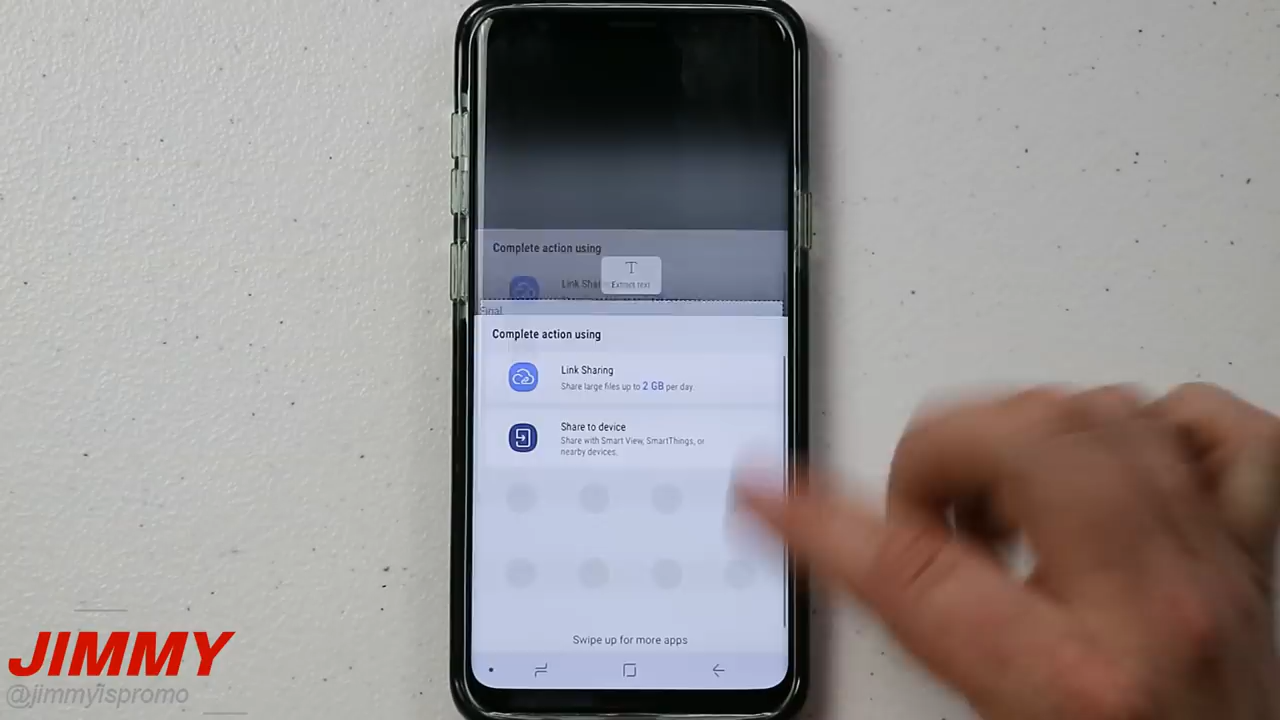 Complete action using
Link Shar
Extract text
Final
Complete action using
Link Sharing
Share large files up to 2 GB per day.
Share to device
Share with Smart View, SmartThings, or
nearby devices.
Swipe up for more apps
JIMMY
@jimmyispromo